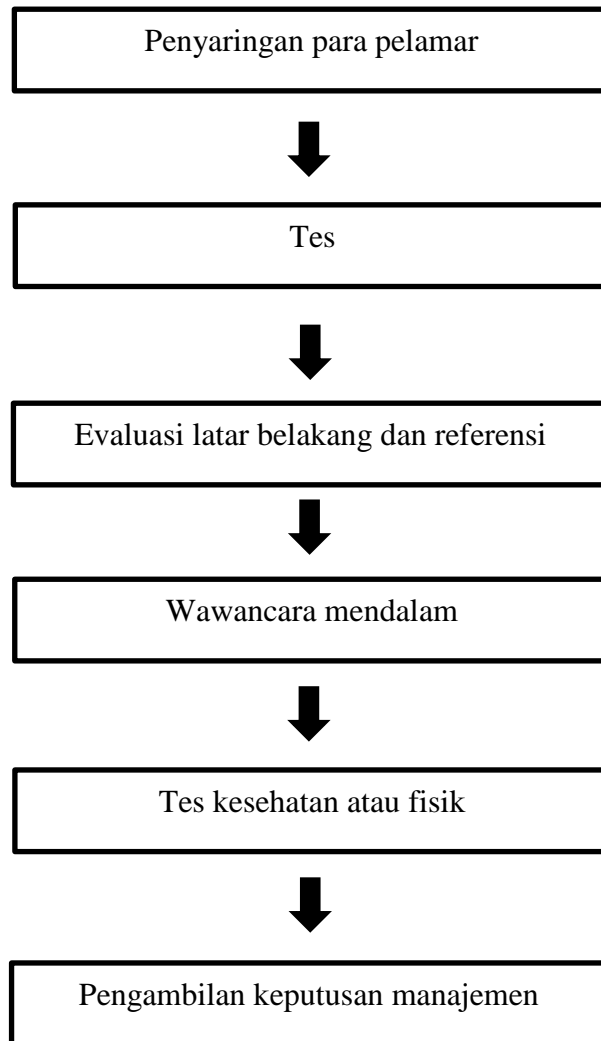 Penyaringan para pelamar
Tes
Evaluasi latar belakang dan referensi
Wawancara mendalam
Tes kesehatan atau fisik
Pengambilan keputusan manajemen